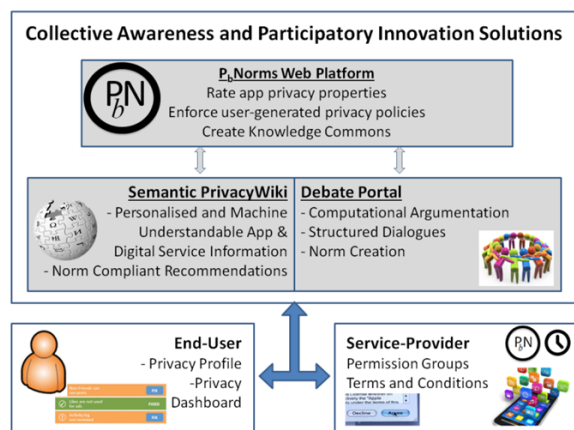 Collective Awareness and Participatory Innovation Solutions
PbNorms Web Platform
Rate app privacy properties
Enforce user-generated privacy policies
Create Knowledge Commons
PbN
Semantic PrivacyWiki
- Personalised and Machine
Understandable App &
Digital Service Information
- Norm Compliant Recommendations
Debate Portal
- Computational Argumentation
- Structured Dialogues
- Norm Creation
End-User
- Privacy Profile
-Privacy
Dashboard
Service-Provider
Permission Groups
Terms and Conditions
PbN
Decline
Agree